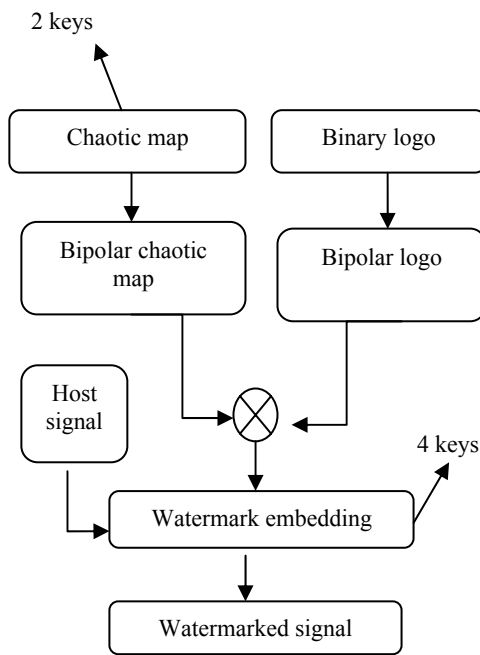 2 keys
Chaotic map
Binary logo
Bipolar chaotic
map
Bipolar logo
Host
signal
4 keys
Watermark embedding
Watermarked signal